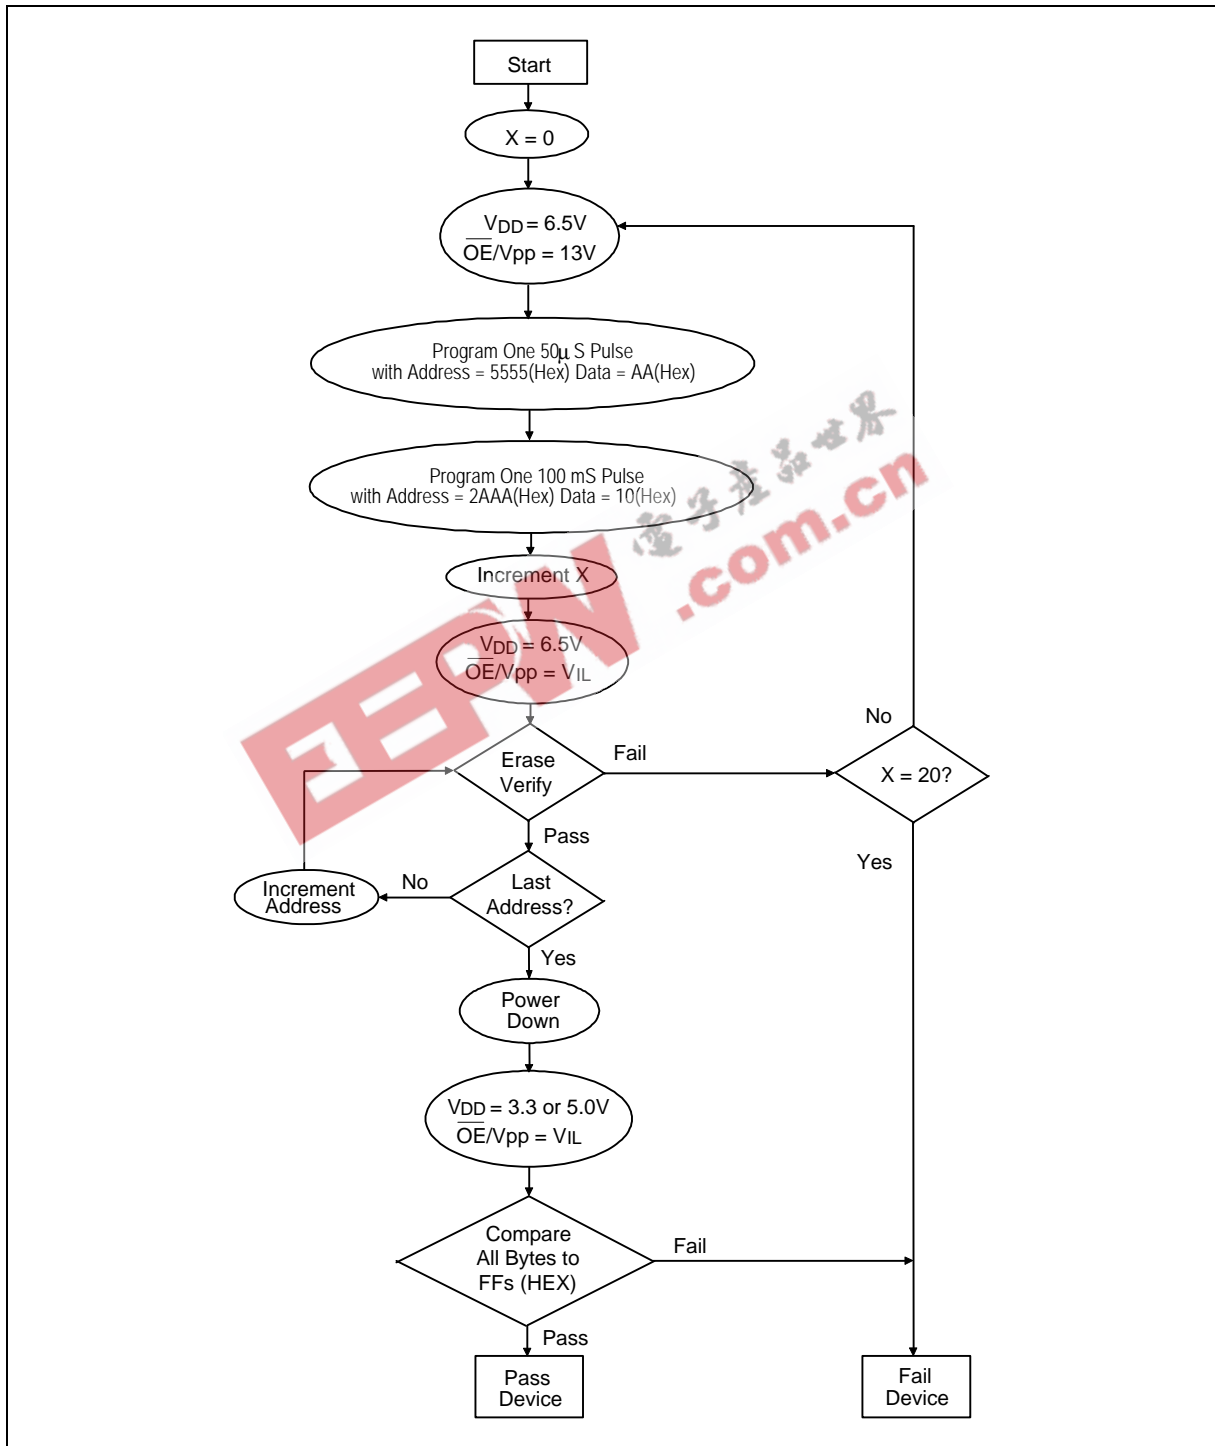 Start
X = 0
VDD = 6.5V
OE/Vpp = 13V
Program One 50μ S Pulse
with Address = 5555(Hex) Data = AA(Hex)
電子產品世界
.com.cn
EEPW
Program One 100 mS Pulse
with Address = 2AAA(Hex) Data = 10(Hex)
Increment X
VDD = 6.5V
OE/Vpp = VIL
No
Erase
Verify
Fail
X = 20?
Pass
Yes
Increment
Address
No
Last
Address?
Yes
Power
Down
VDD = 3.3 or 5.0V
OE/Vpp = VIL
Compare
All Bytes to
FFs (HEX)
Fail
Pass
Pass
Device
Fail
Device